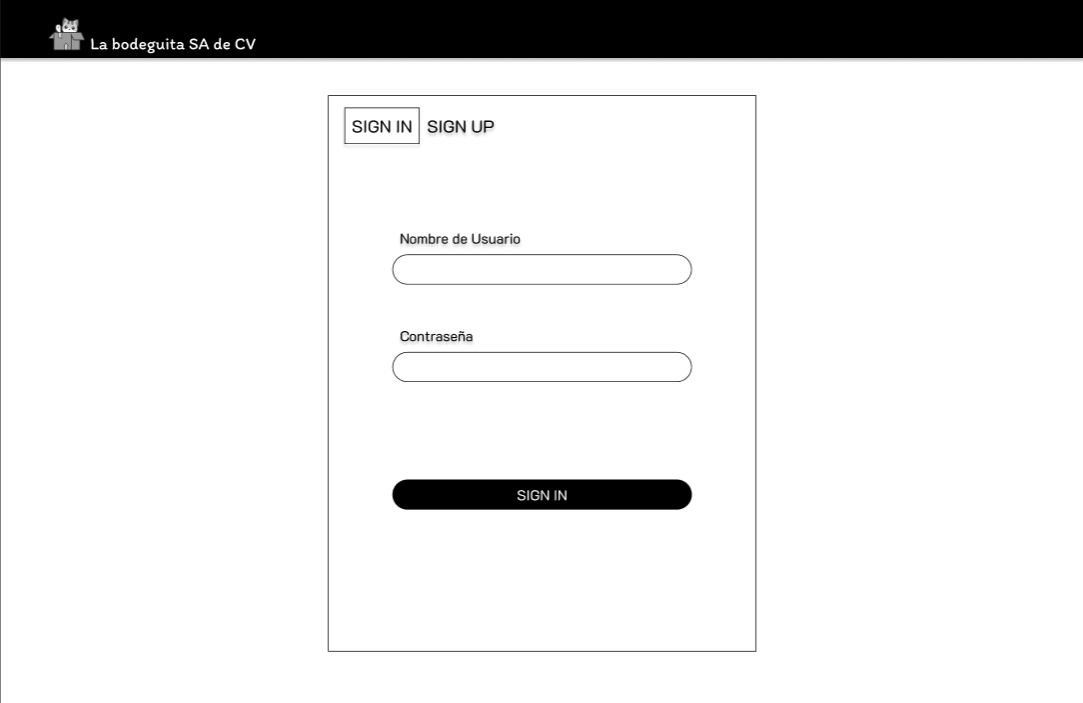 La bodeguita SA de CV
SIGN IN SIGN UP
Nombre de Usuario
Contraseña
SIGN IN